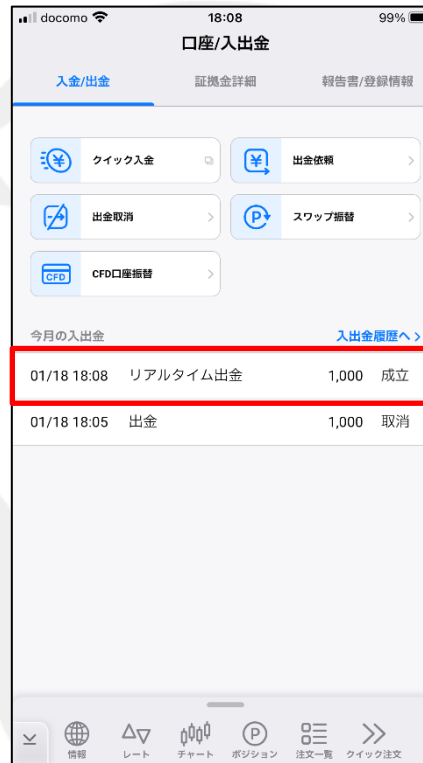 docomo 18:08 99%
口座/入出金
入金/出金 証拠金詳細 報告書/登録情報
クイック入金 出金依頼
出金取消 スワップ振替
CFD CFD口座振替
今月の入出金 入出金履歴へ
01/18 18:08 リアルタイム出金 1,000 成立
01/18 18:05 出金 1,000 取消
情報 レート チャート ポジション 注文一覧 クイック注文